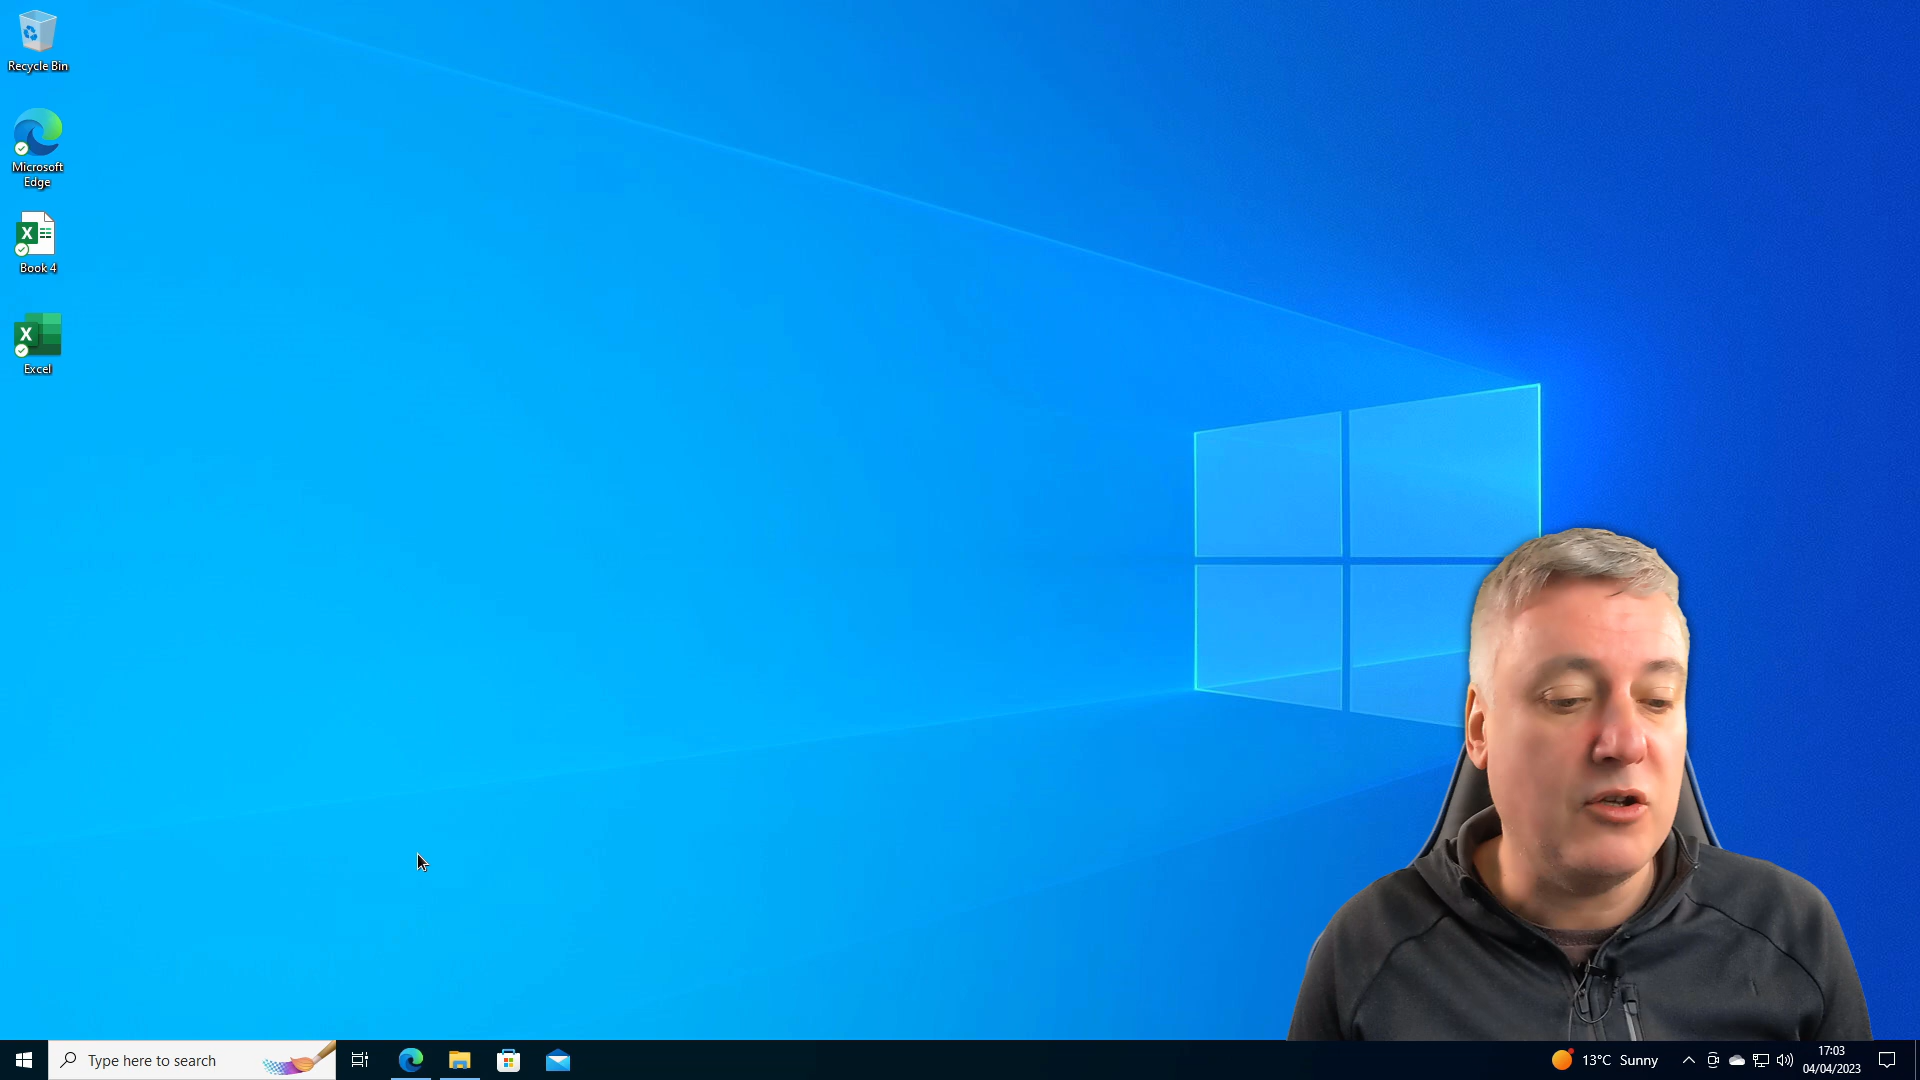 Recycle Bin
Microsoft
Edge
X
Book 4
X
Excel
Type here to search
13°C Sunny
17:03
04/04/2023